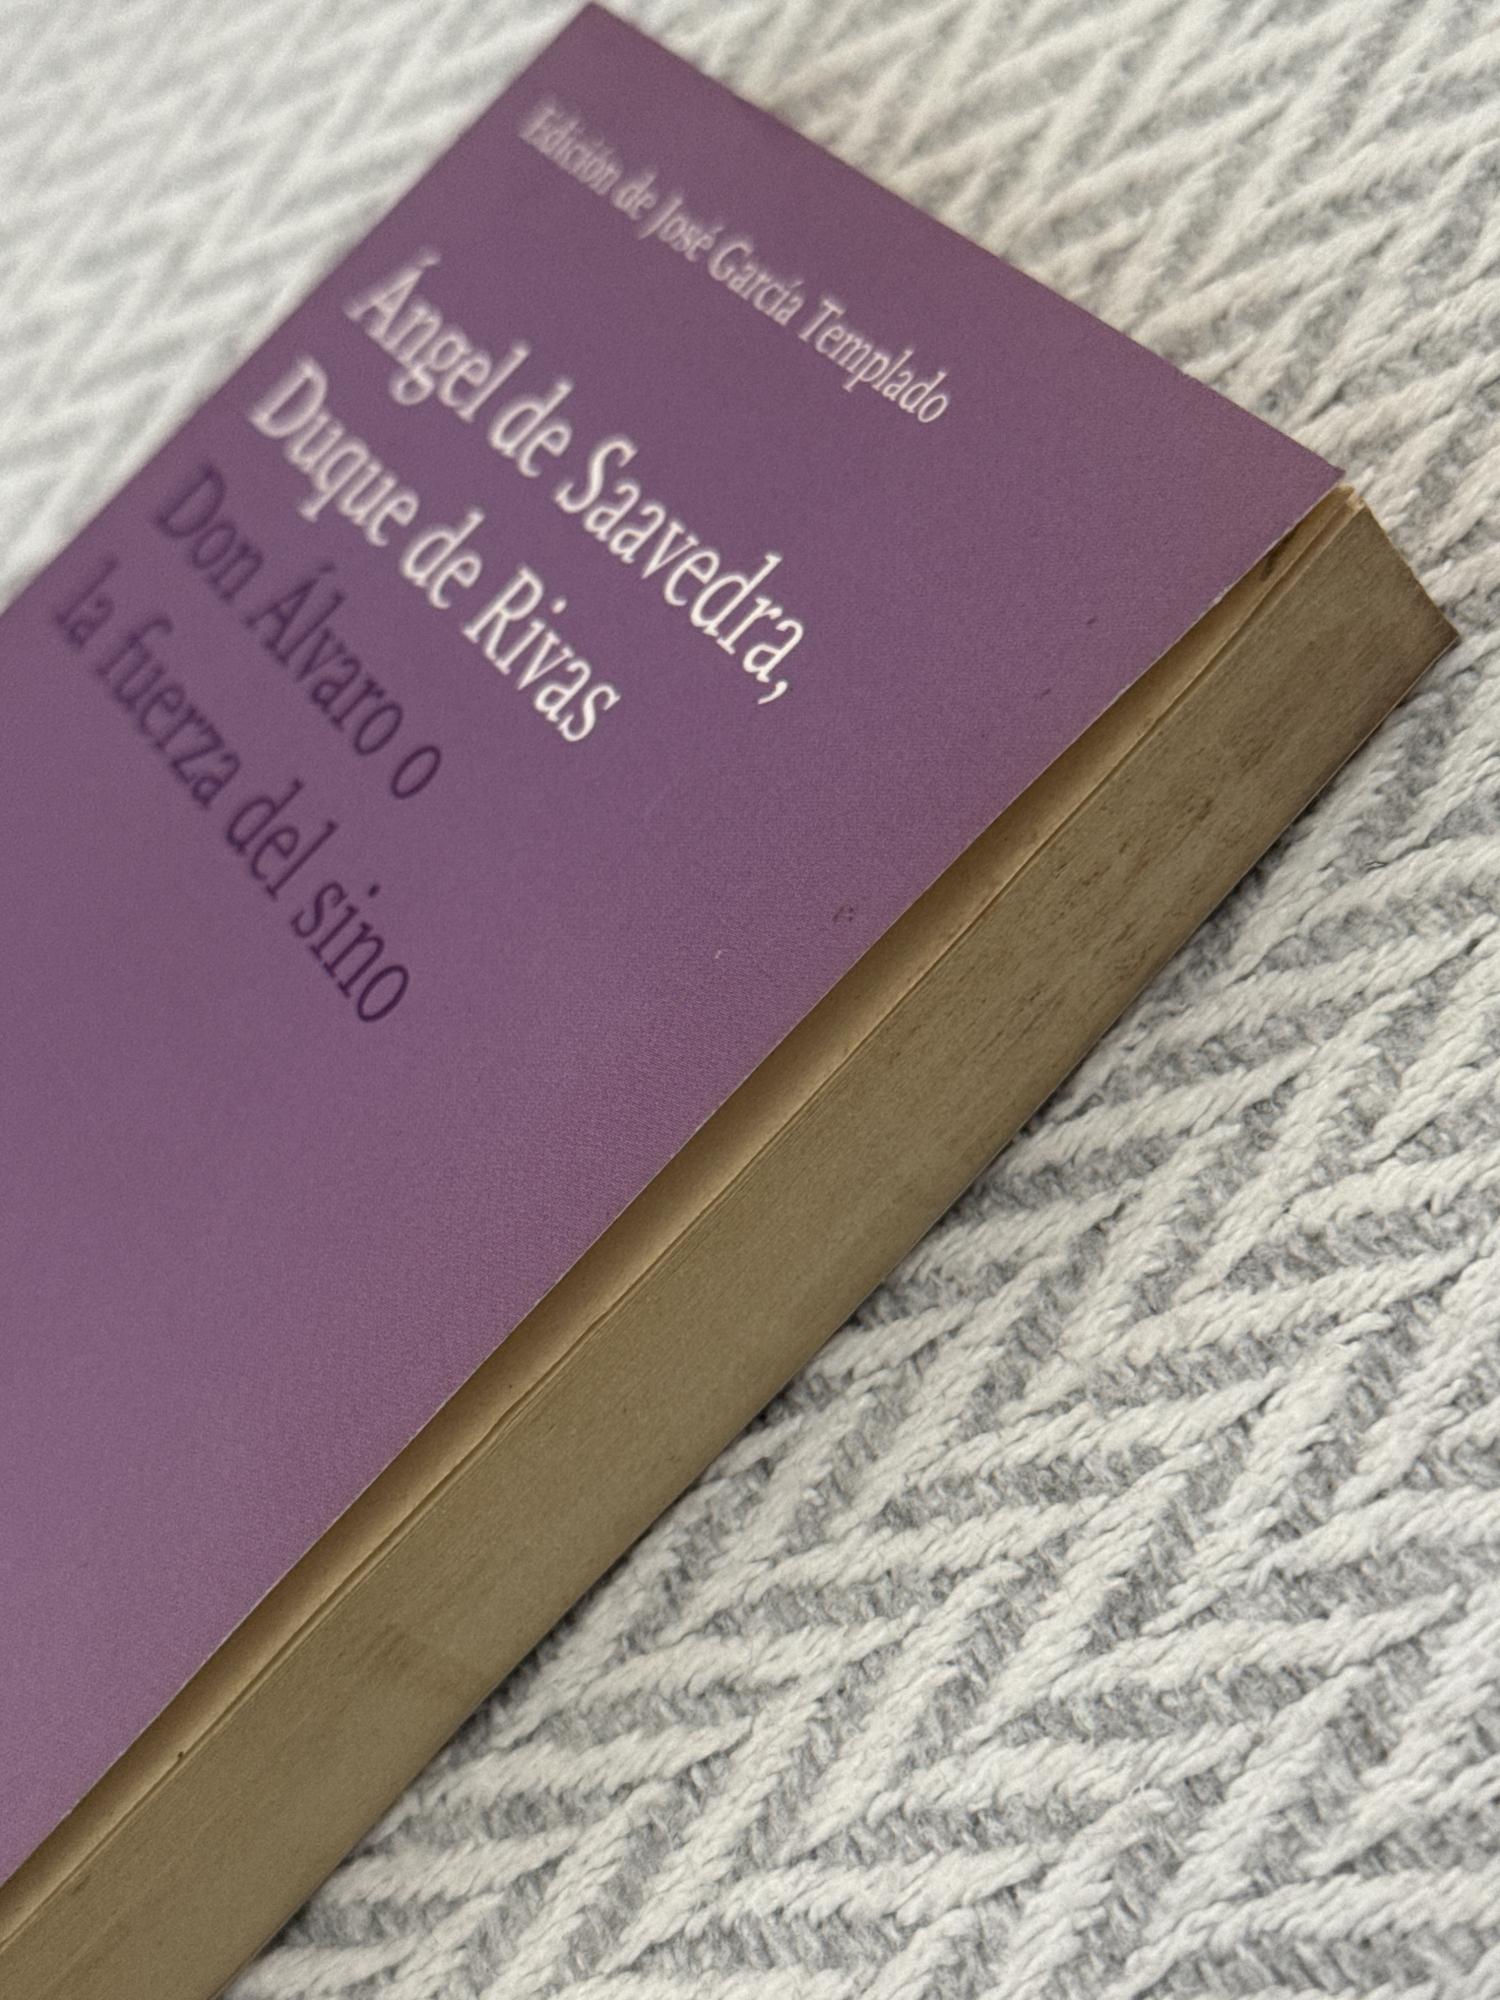 Edición de José García Templado
Ángel de Saavedra,
Duque de Rivas
Don Álvaro o
la fuerza del sino